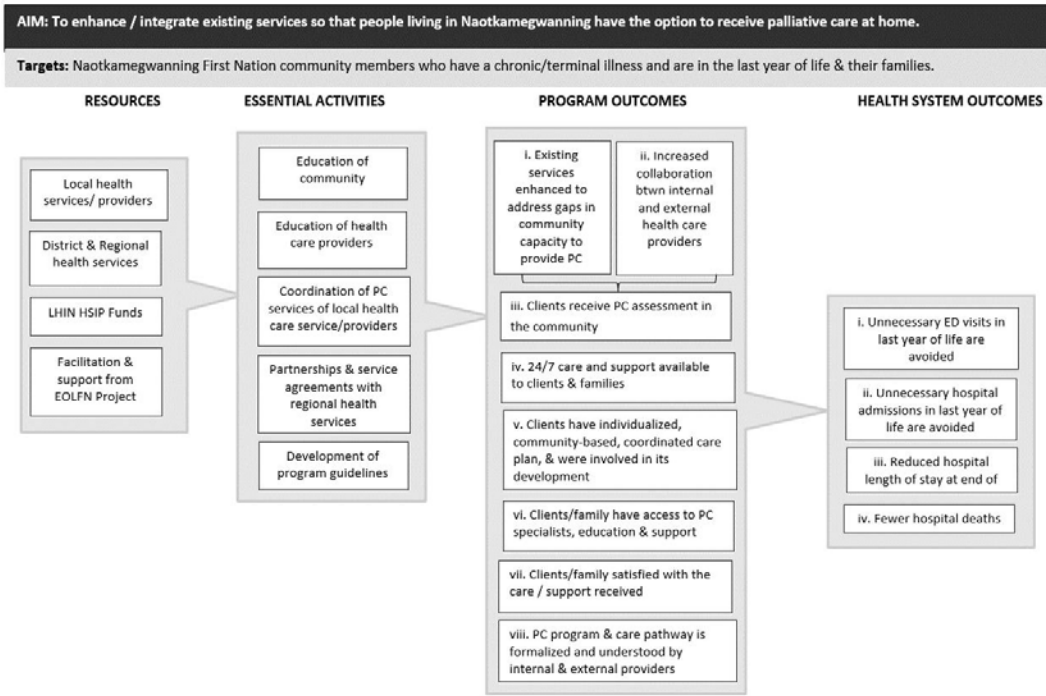 AIM: To enhance / integrate existing services so that people living in Naotkamegwanning have the option to receive palliative care at home.
Targets: Naotkamegwanning First Nation community members who have a chronic/terminal illness and are in the last year of life & their families.
RESOURCES
Local health
services/ providers
District & Regional
health services
LHIN HSIP Funds
Facilitation &
support from
EOLFN Project
ESSENTIAL ACTIVITIES
Education of
community
Education of health
care providers
Coordination of PC
services of local health
care service/providers
Partnerships & service
agreements with
regional health
services
Development of
program guidelines
PROGRAM OUTCOMES
i. Existing
services
enhanced to
address gaps in
community
capacity to
provide PC
ii. Increased
collaboration
btwn internal
and external
health care
providers
iii. Clients receive PC assessment in
the community
iv. 24/7 care and support available
to clients & families
v. Clients have individualized,
community-based, coordinated care
plan, & were involved in its
development
vi. Clients/family have access to PC
specialists, education & support
vii. Clients/family satisfied with the
care / support received
viii. PC program & care pathway is
formalized and understood by
internal & external providers
HEALTH SYSTEM OUTCOMES
i. Unnecessary ED visits in
last year of life are
avoided
ii. Unnecessary hospital
admissions in last year of
life are avoided
iii. Reduced hospital
length of stay at end of
iv. Fewer hospital deaths